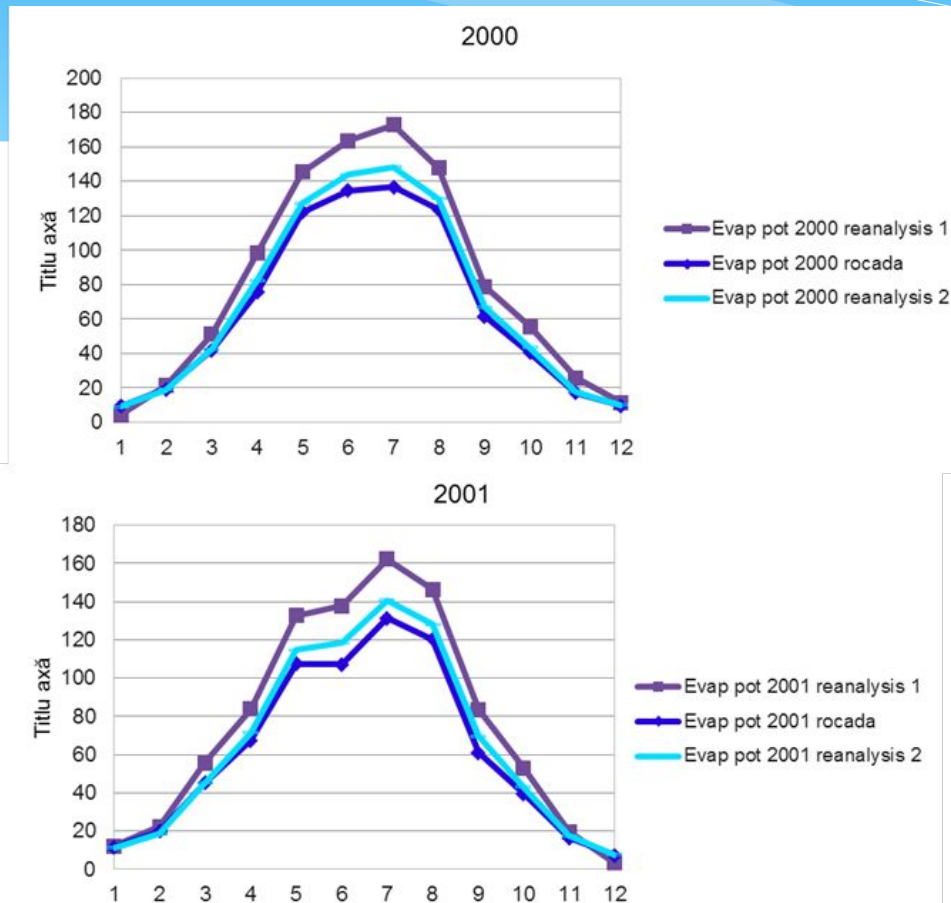 2000
200
180
160
140
120
100
80
60
40
20
0
Titlu axă
1 2 3 4 5 6 7 8 9 10 11 12
Evap pot 2000 reanalysis 1
Evap pot 2000 rocada
Evap pot 2000 reanalysis 2
2001
180
160
140
120
100
80
60
40
20
0
Titlu axă
1 2 3 4 5 6 7 8 9 10 11 12
Evap pot 2001 reanalysis 1
Evap pot 2001 rocada
Evap pot 2001 reanalysis 2